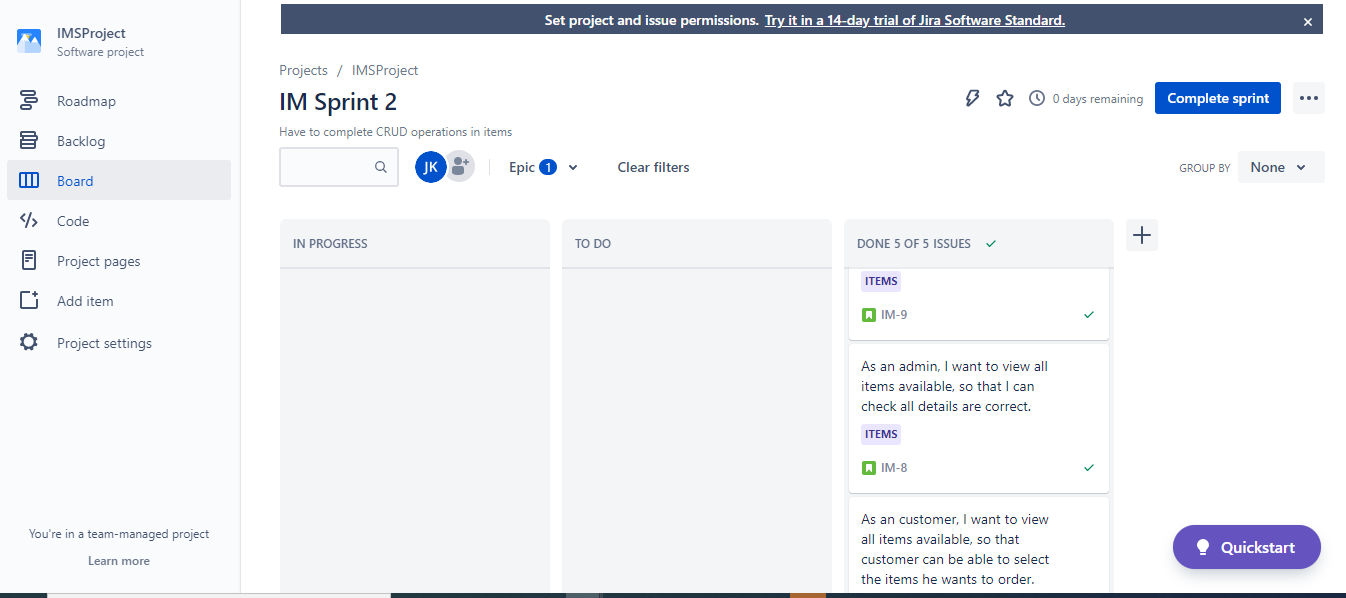 IMSProject
Software project
Roadmap
Backlog
Board
Code
Project pages
Add item
Project settings
You're in a team-managed project
Learn more
Set project and issue permissions. Try it in a 14-day trial of Jira Software Standard.
Projects / IMSProject
IM Sprint 2
0 days remaining
Complete sprint
Have to complete CRUD operations in items
JK
Epic 1
Clear filters
GROUP BY
None
IN PROGRESS
TO DO
DONE 5 OF 5 ISSUES
ITEMS
IM-9
As an admin, I want to view all
items available, so that I can
check all details are correct.
ITEMS
IM-8
As an customer, I want to view
all items available, so that
customer can be able to select
the items he wants to order.
Quickstart